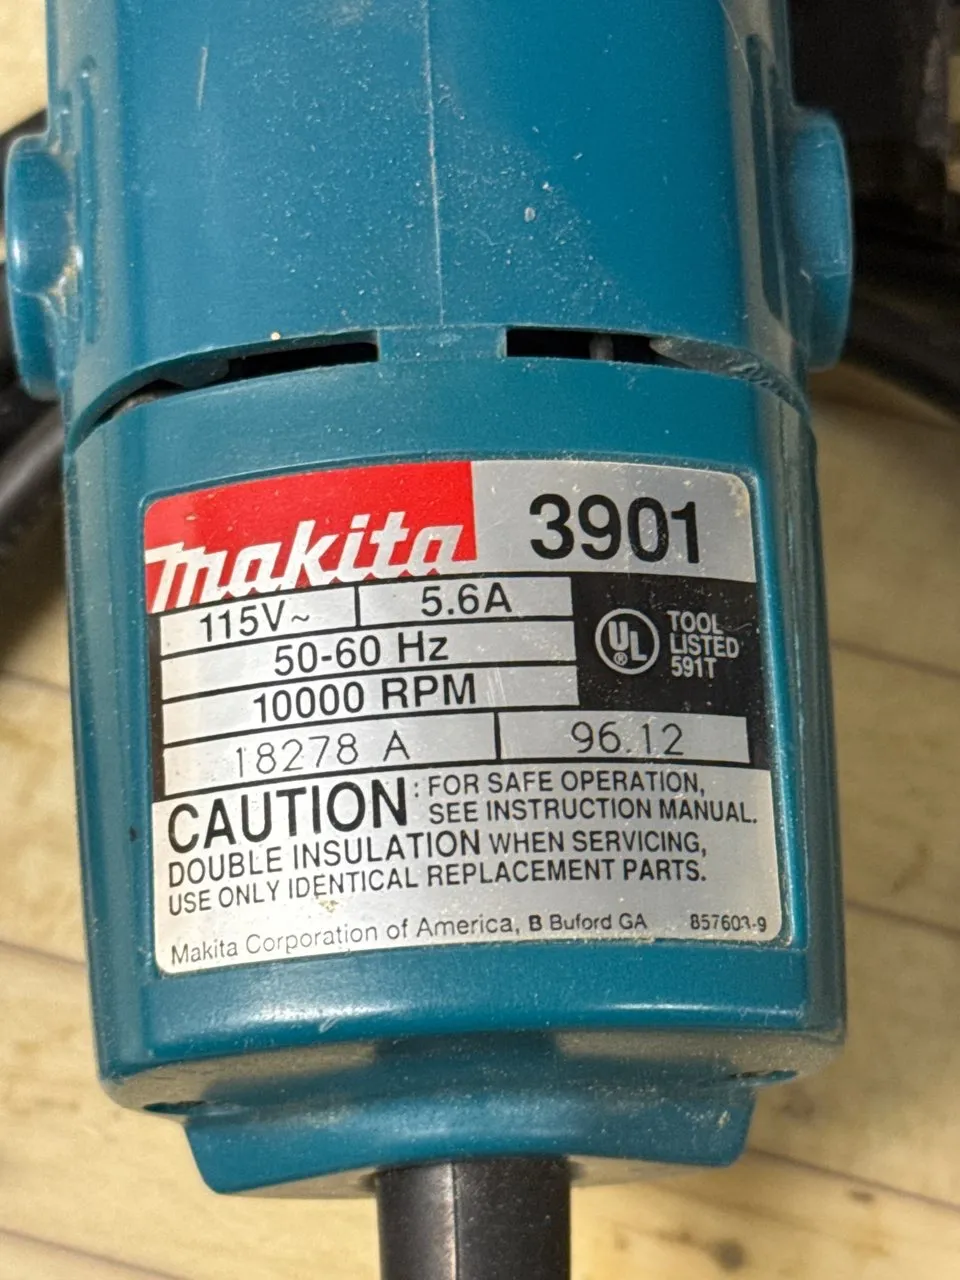 makita 3901
115V~ 5.6A
50-60 Hz
10000 RPM
UL ® TOOL
LISTED
591T
18278 A 96.12
CAUTION : FOR SAFE OPERATION,
SEE INSTRUCTION MANUAL.
DOUBLE INSULATION WHEN SERVICING,
USE ONLY IDENTICAL REPLACEMENT PARTS.
Makita Corporation of America, B Buford GA 857603-9